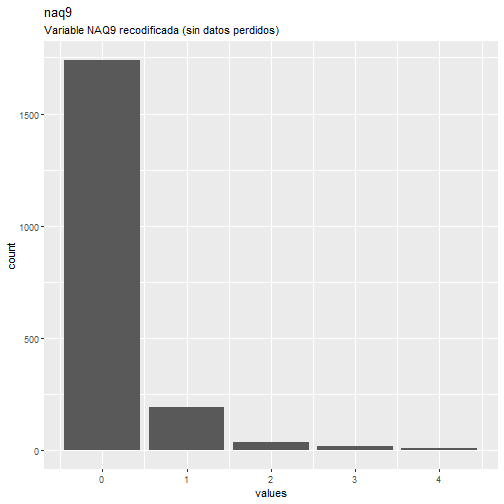 naq9
Variable NAQ9 recodificada (sin datos perdidos)
1500
1000
500
0
count
0 1 2 3 4
values